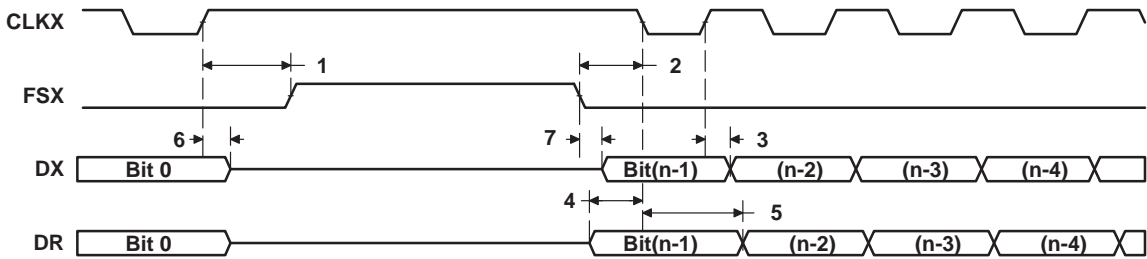 CLKX
1 2
FSX
6 7 3
DX Bit 0 Bit(n-1) (n-2) (n-3) (n-4)
4 5
DR Bit 0 Bit(n-1) (n-2) (n-3) (n-4)